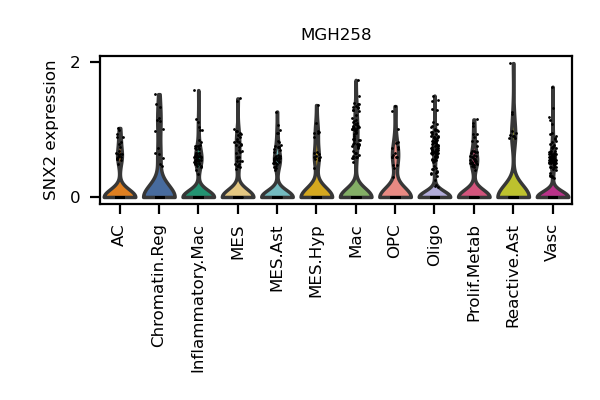 MGH258
SNX2 expression
2
0
AC
Chromatin.Reg
Inflammatory.Mac
MES
MES.Ast
MES.Hyp
Mac
OPC
Oligo
Prolif.Metab
Reactive.Ast
Vasc